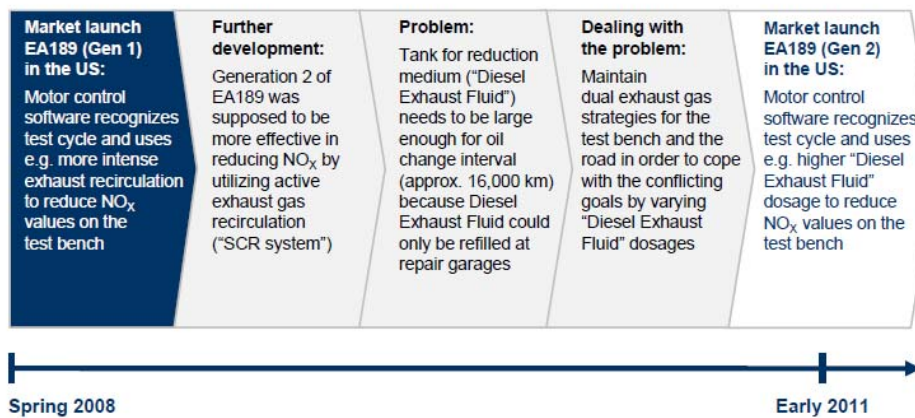 Market launch
EA189 (Gen 1)
in the US:
Motor control
software recognizes
test cycle and uses
e.g. more intense
exhaust recirculation
to reduce NOX
values on the
test bench
Further
development:
Generation 2 of
EA189 was
supposed to be
more effective in
reducing NOX by
utilizing active
exhaust gas
recirculation
(“SCR system”)
Problem:
Tank for reduction
medium (“Diesel
Exhaust Fluid”)
needs to be large
enough for oil
change interval
(approx. 16,000 km)
because Diesel
Exhaust Fluid could
only be refilled at
repair garages
Dealing with
the problem:
Maintain
dual exhaust gas
strategies for the
test bench and the
road in order to cope
with the conflicting
goals by varying
“Diesel Exhaust
Fluid” dosages
Market launch
EA189 (Gen 2)
in the US:
Motor control
software recognizes
test cycle and uses
e.g. higher “Diesel
Exhaust Fluid”
dosage to reduce
NOX values on the
test bench
Spring 2008
Early 2011